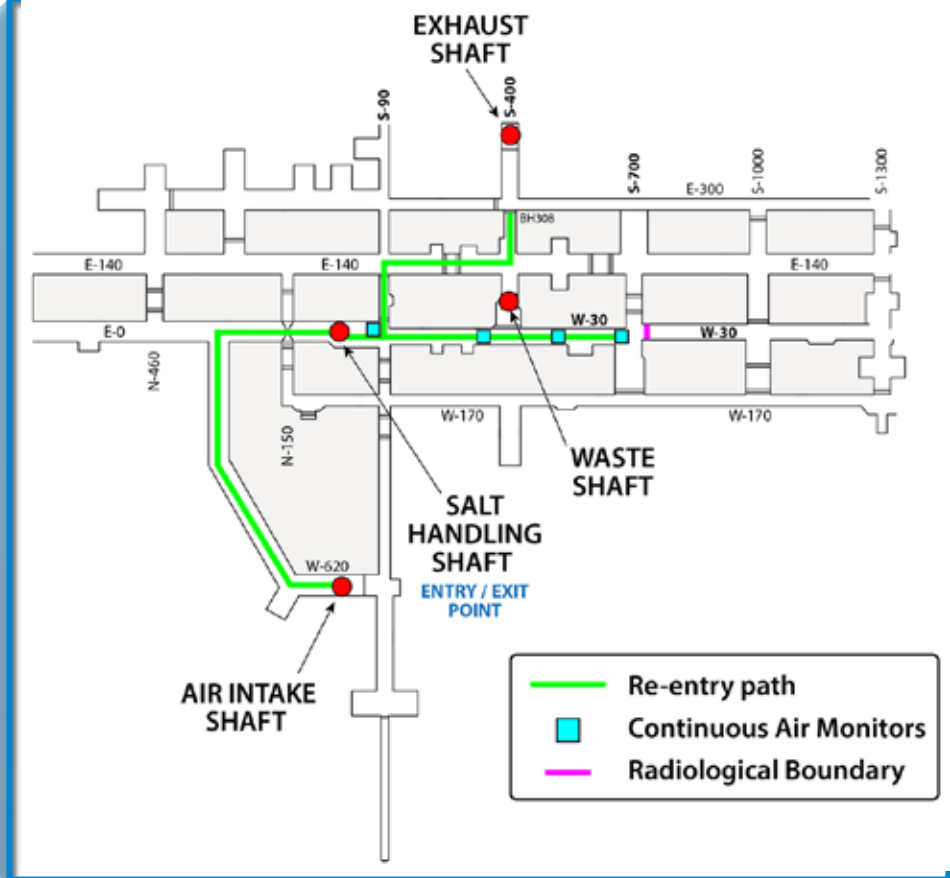 EXHAUST
SHAFT
S-90
S-400
S-700
S-1000
S-1300
E-300
BH308
E-140
E-140
E-140
E-0
W-30
W-30
N-460
N-150
W-170
W-170
WASTE
SHAFT
SALT
HANDLING
SHAFT
ENTRY / EXIT
POINT
W-620
AIR INTAKE
SHAFT
Re-entry path
Continuous Air Monitors
Radiological Boundary